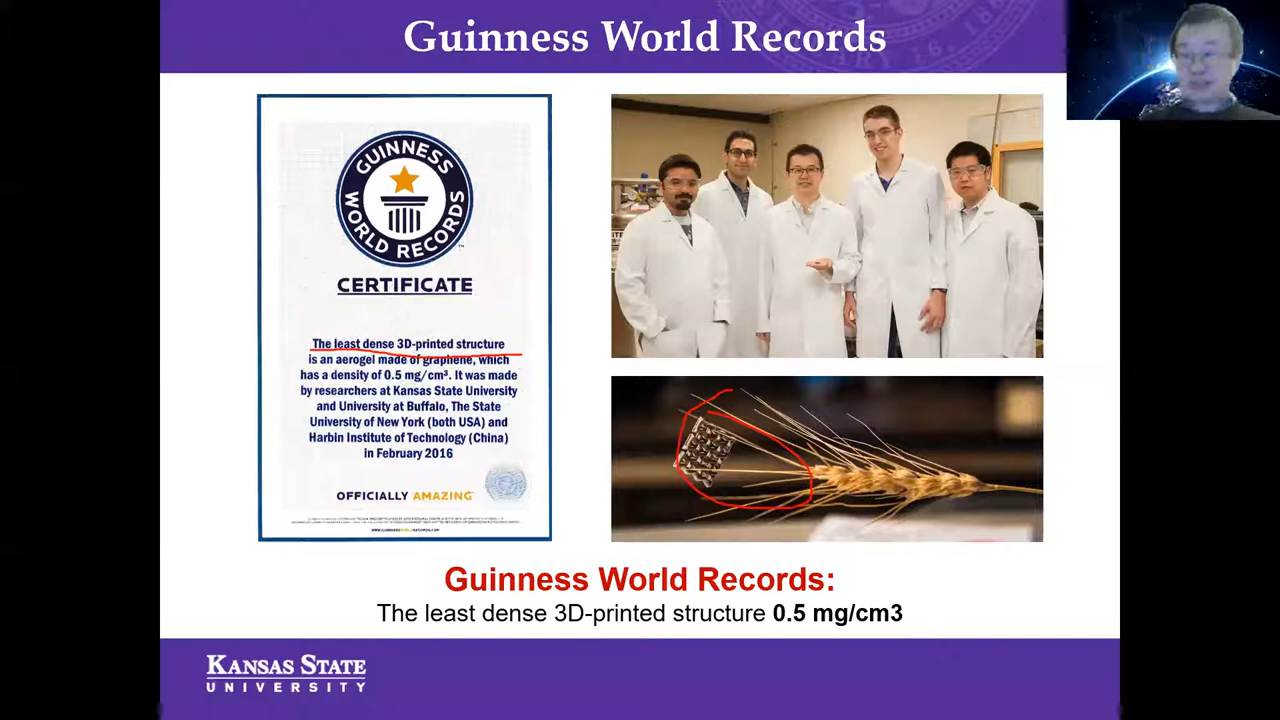 Guinness World Records
GUINNESS
WORLD RECORDS
CERTIFICATE
The least dense 3D-printed structure
is an aerogel made of graphene, which
has a density of 0.5 mg/cm³. It was made
by researchers at Kansas State University
and University at Buffalo, The State
University of New York (both USA) and
Harbin Institute of Technology (China)
in February 2016
OFFICIALLY AMAZING
WWW.GUINNESSWORLDRECORDS.COM
Guinness World Records:
The least dense 3D-printed structure 0.5 mg/cm3
KANSAS STATE
UNIVERSITY